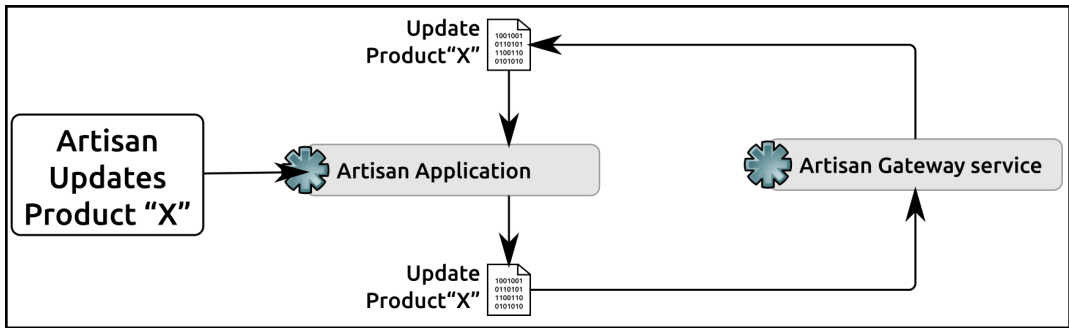 Update
Product“X”
1001001
0110101
1100110
0101010
Artisan
Updates
Product “X”
Artisan Application
Artisan Gateway service
Update
Product“X”
1001001
0110101
1100110
0101010